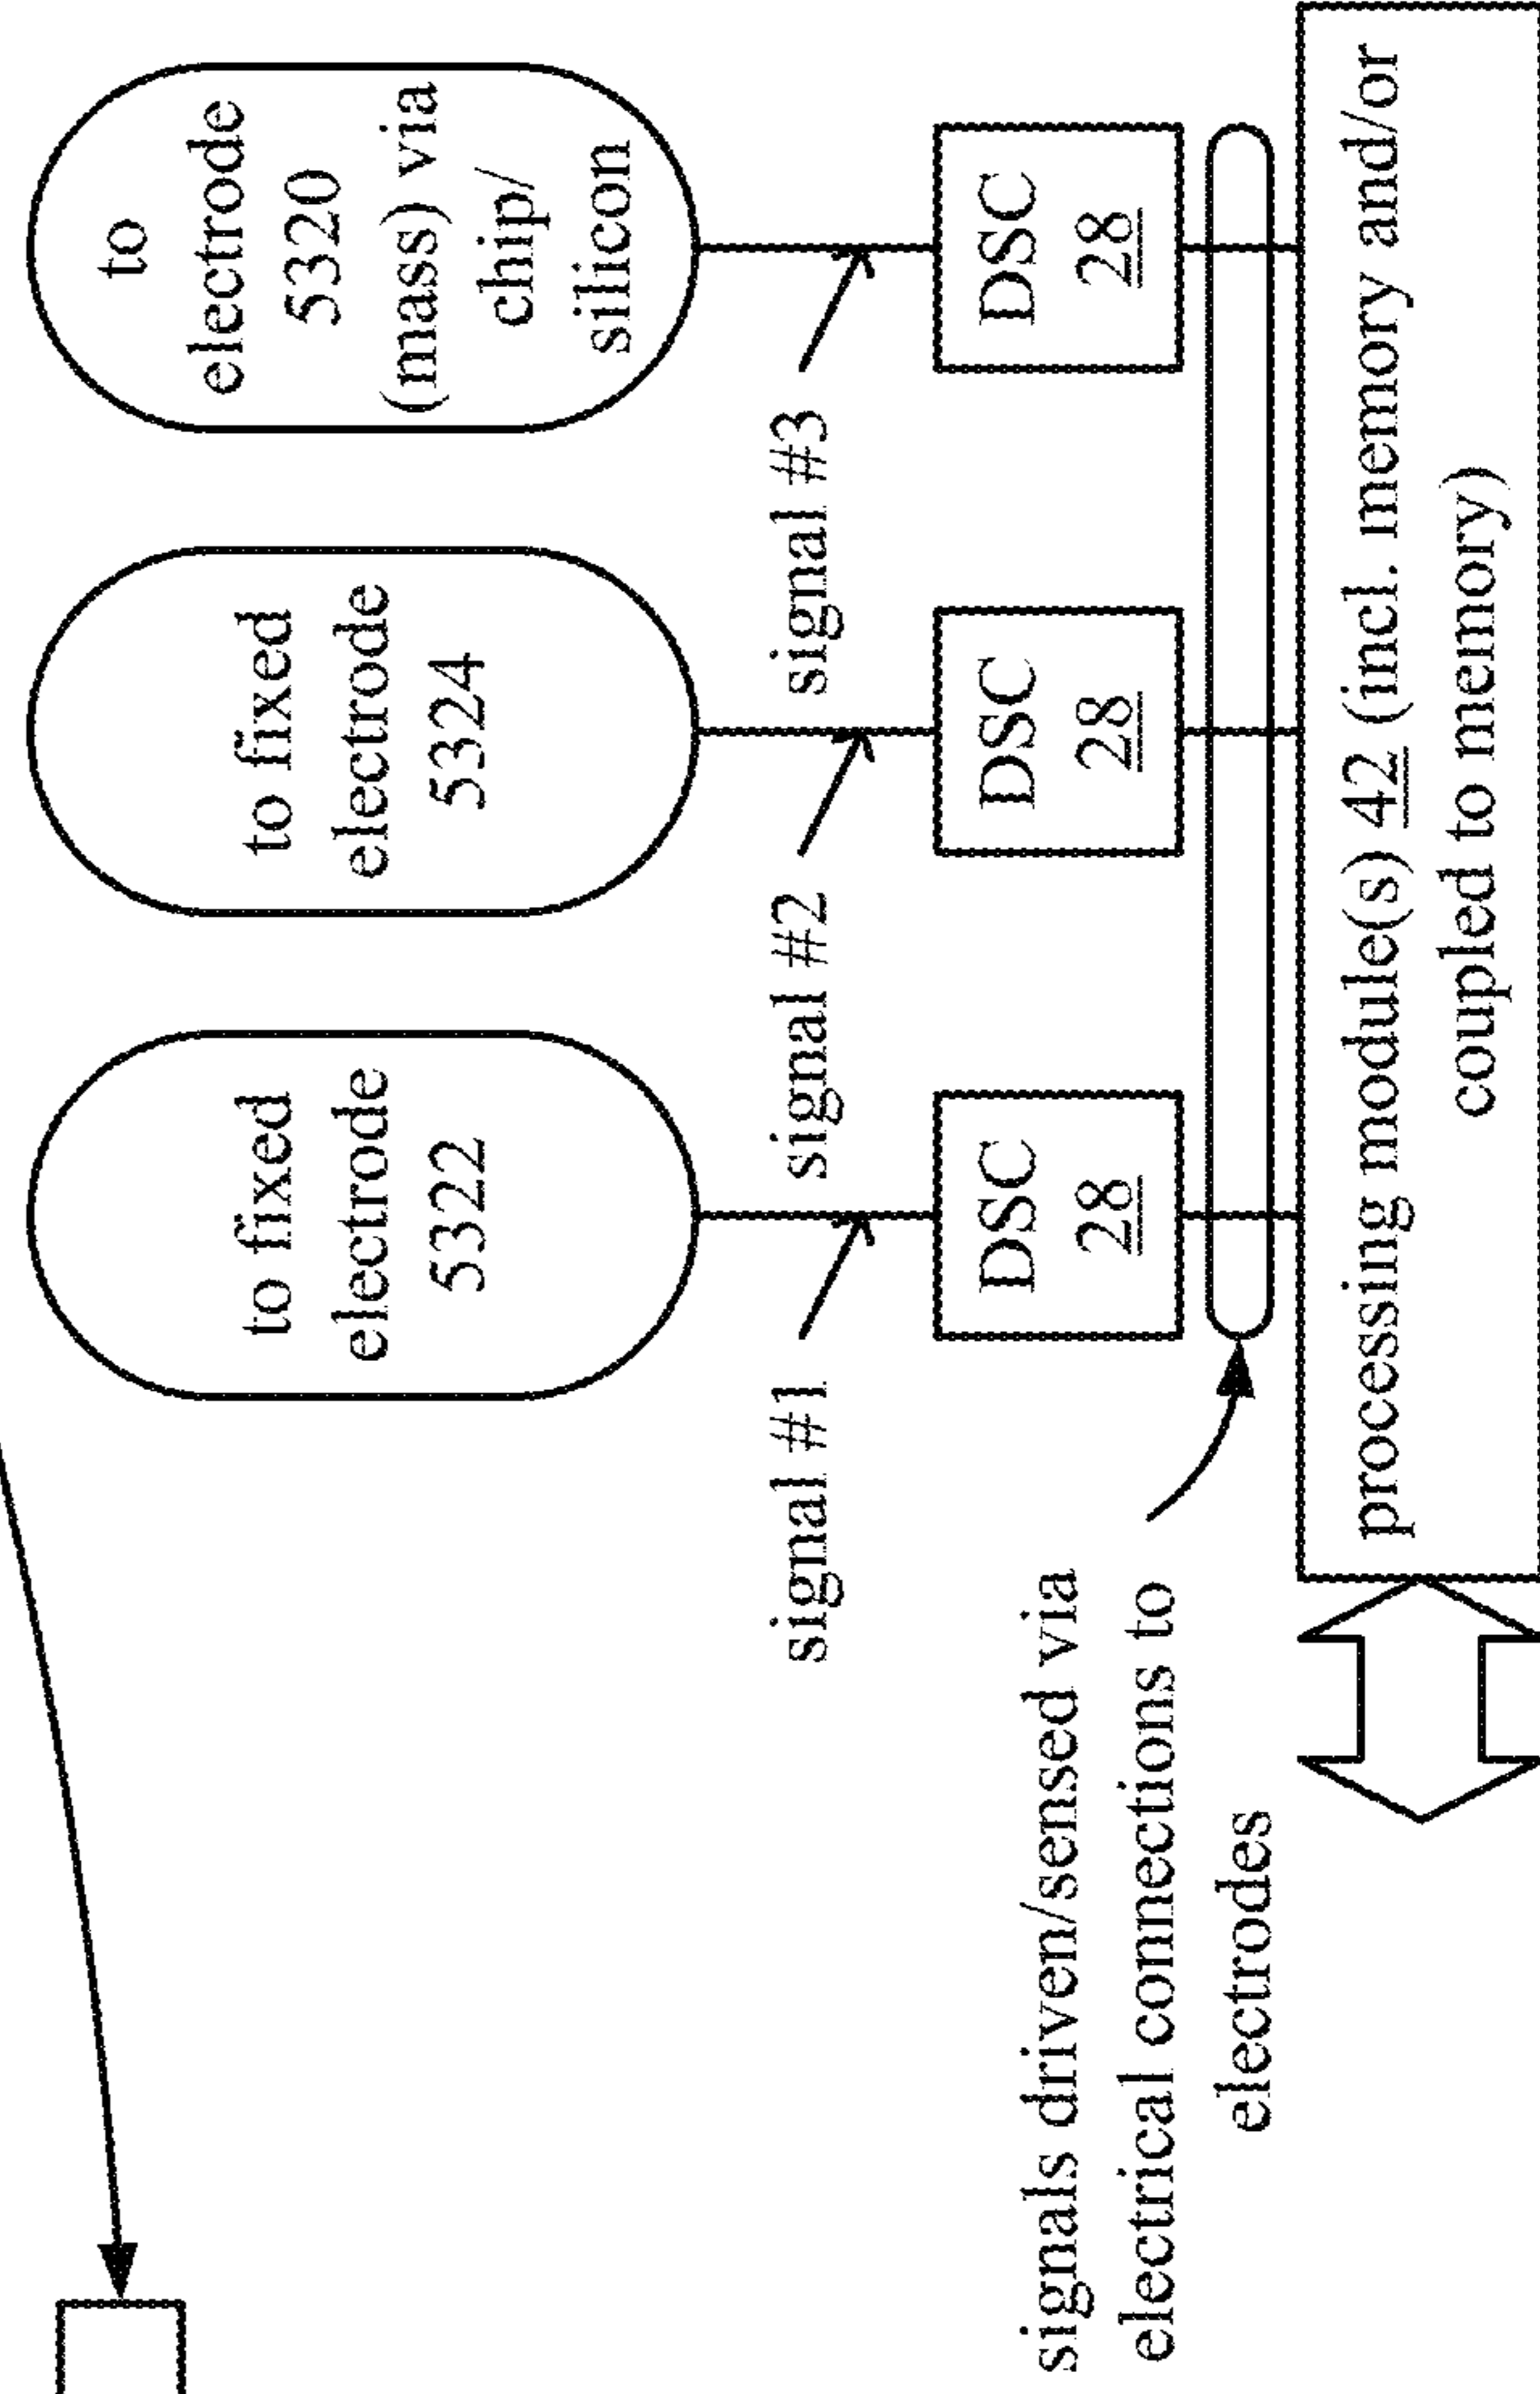 to fixed
electrode
5322
to fixed
electrode
5324
to
electrode
5320
(mass) via
chip/
silicon
signal #1
signal #2
signal #3
DSC
28
DSC
28
DSC
28
signals driven/sensed via
electrical connections to
electrodes
processing module(s) 42 (incl. memory and/or
coupled to memory)